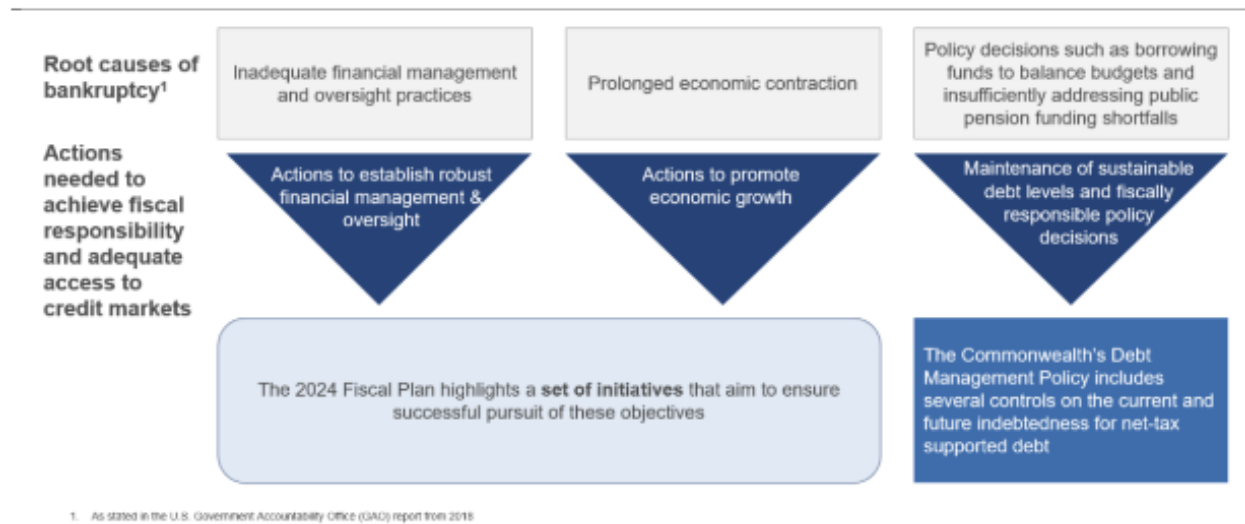 Root causes of
bankruptcy1
Inadequate financial management
and oversight practices
Prolonged economic contraction
Policy decisions such as borrowing
funds to balance budgets and
insufficiently addressing public
pension funding shortfalls
Actions
needed to
achieve fiscal
responsibility
and adequate
access to
credit markets
Actions to establish robust
financial management &
oversight
Actions to promote
economic growth
Maintenance of sustainable
debt levels and fiscally
responsible policy
decisions
The 2024 Fiscal Plan highlights a set of initiatives that aim to ensure
successful pursuit of these objectives
The Commonwealth's Debt
Management Policy includes
several controls on the current and
future indebtedness for net-tax
supported debt
1. As stated in the U.S. Government Accountability Office (GAO) report from 2018